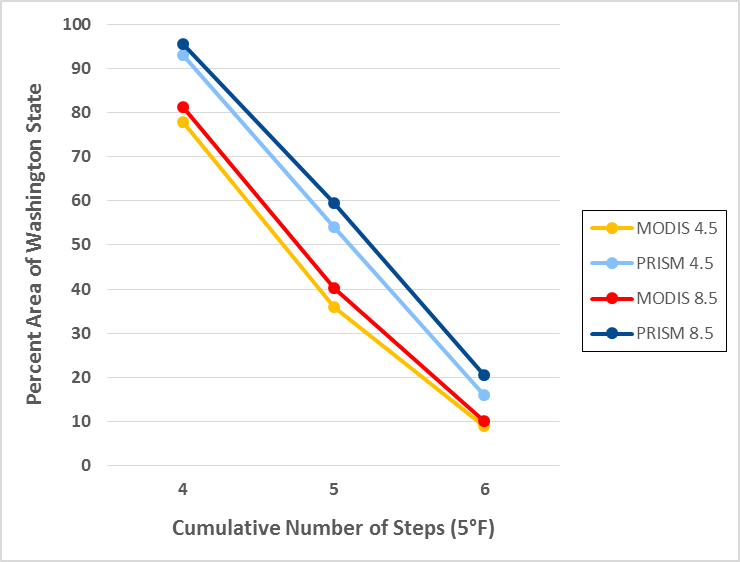 100
90
80
70
60
50
40
30
20
10
0
Percent Area of Washington State
4 5 6
Cumulative Number of Steps (5°F)
MODIS 4.5
PRISM 4.5
MODIS 8.5
PRISM 8.5